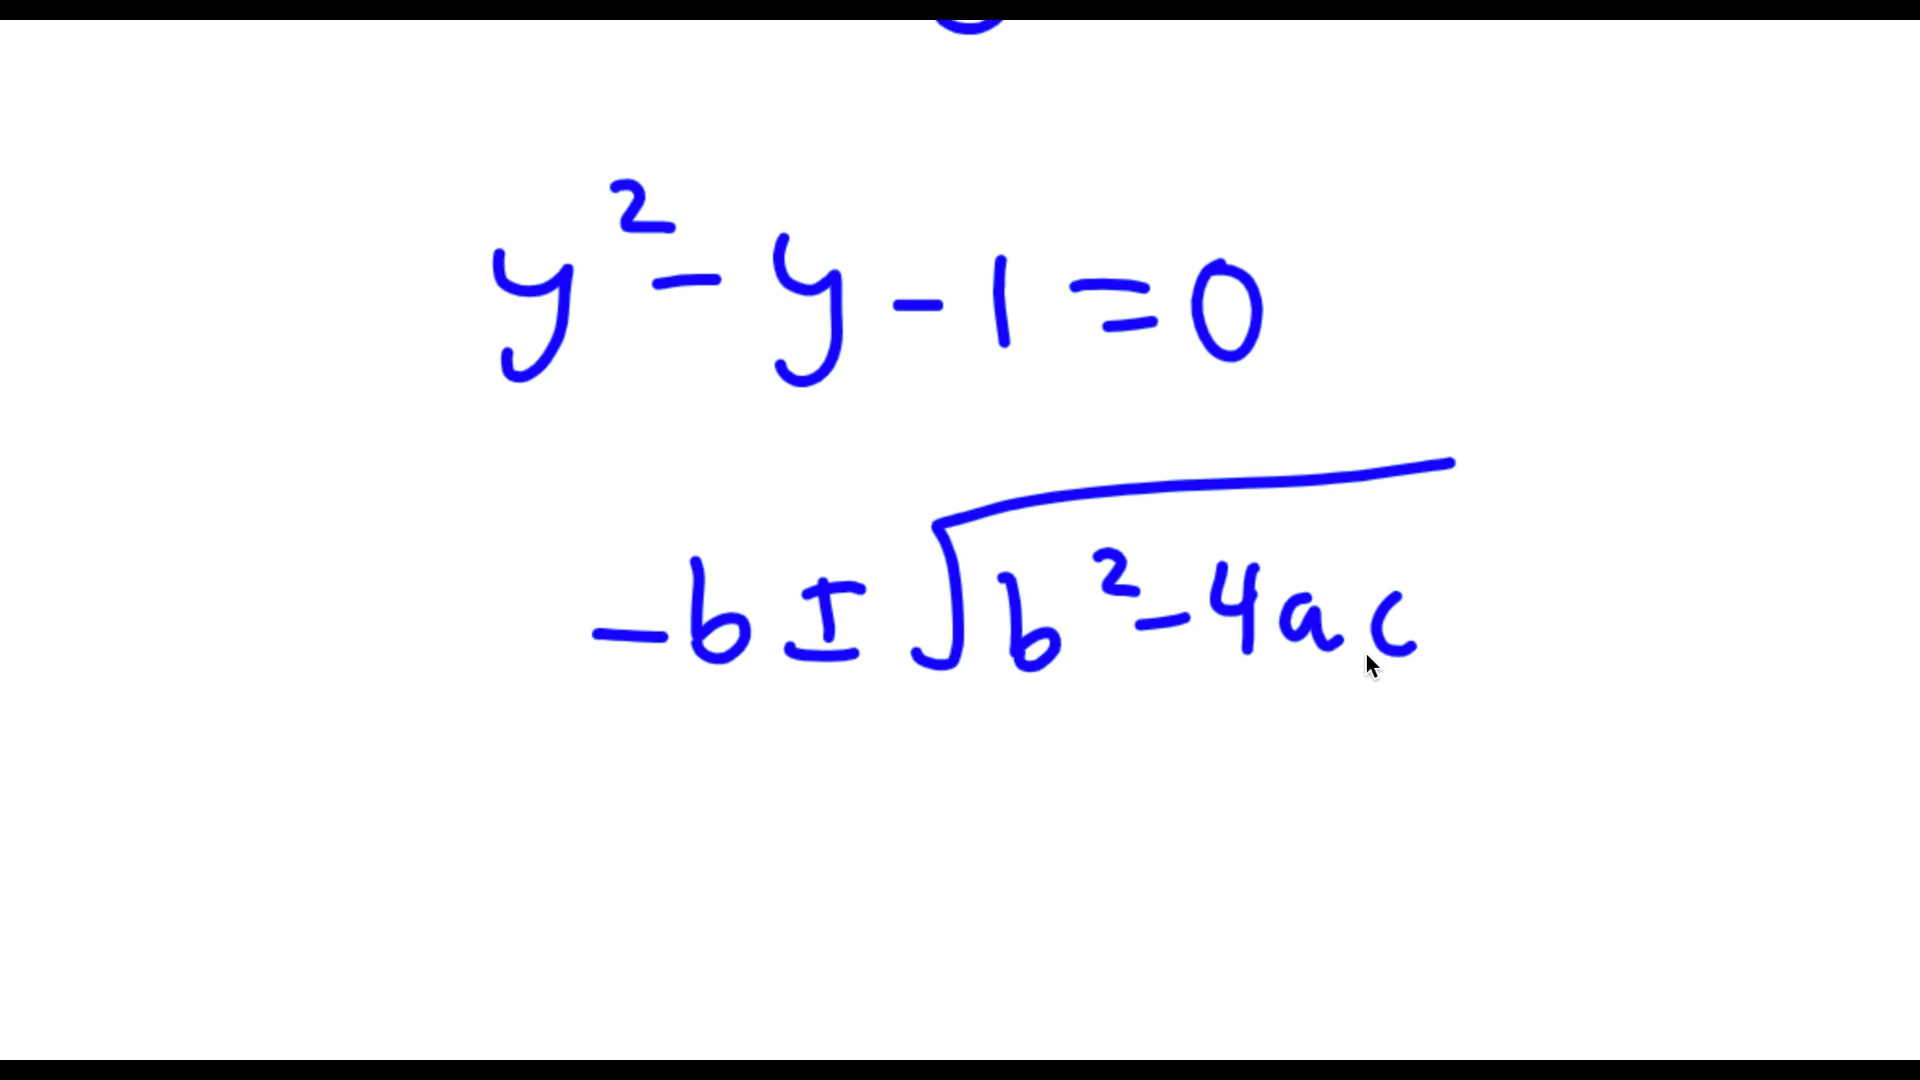 y² - y - 1 = 0
-b ± √b² - 4ac